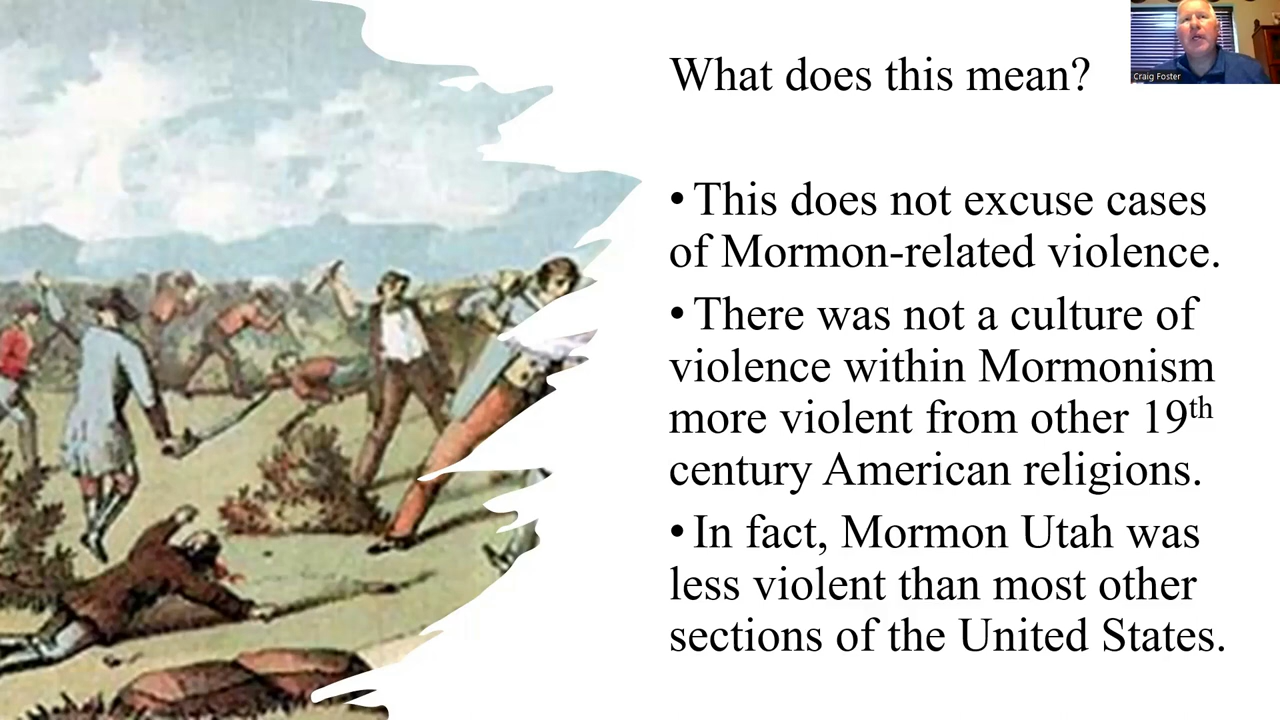 What does this mean?
Craig Foster
• This does not excuse cases
of Mormon-related violence.
• There was not a culture of
violence within Mormonism
more violent from other 19th
century American religions.
• In fact, Mormon Utah was
less violent than most other
sections of the United States.